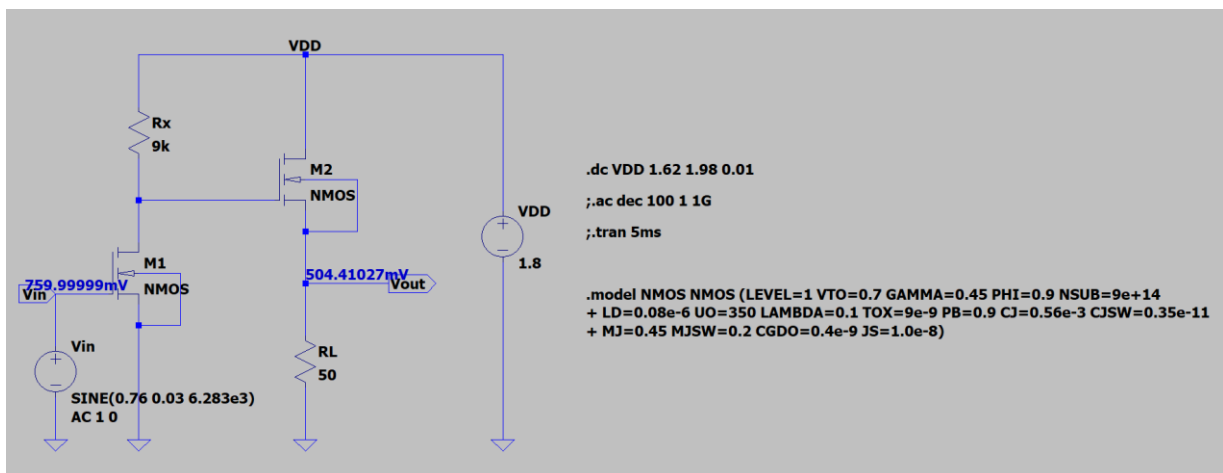 VDD
Rx
9k
M2
NMOS
.dc VDD 1.62 1.98 0.01
;.ac dec 100 1 1G
;.tran 5ms
VDD
1.8
M1
NMOS
759.99999mV
Vin
504.41027mV
Vout
.model NMOS NMOS (LEVEL=1 VTO=0.7 GAMMA=0.45 PHI=0.9 NSUB=9e+14
+ LD=0.08e-6 UO=350 LAMBDA=0.1 TOX=9e-9 PB=0.9 CJ=0.56e-3 CJSW=0.35e-11
+ MJ=0.45 MJSW=0.2 CGDO=0.4e-9 JS=1.0e-8)
Vin
SINE(0.76 0.03 6.283e3)
AC 1 0
RL
50